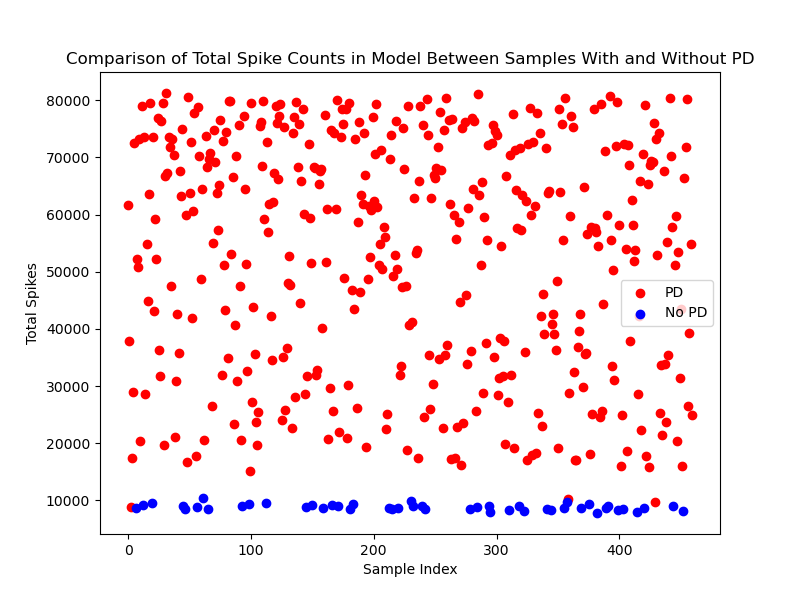 Comparison of Total Spike Counts in Model Between Samples With and Without PD
80000
70000
60000
50000
40000
30000
20000
10000
Total Spikes
PD
No PD
0 100 200 300 400
Sample Index